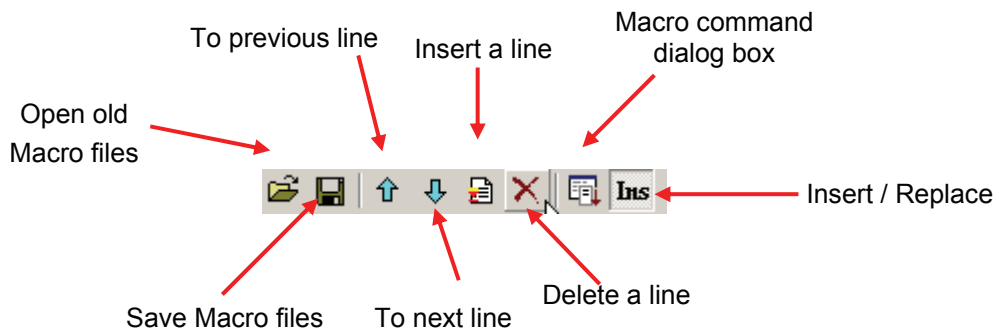 Macro command
dialog box
To previous line
Insert a line
Open old
Macro files
Ins
Insert / Replace
Delete a line
Save Macro files
To next line